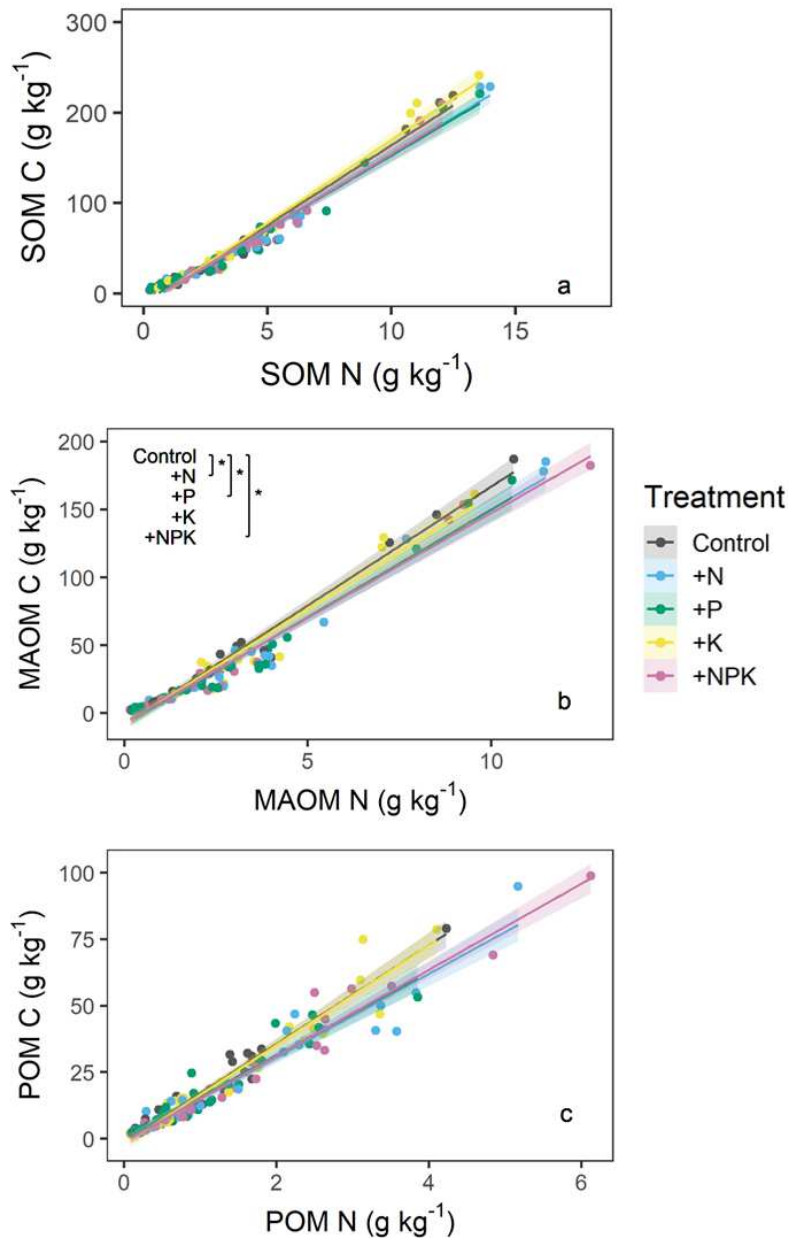 300
200
100
0
SOM C (g kg⁻¹)
a
0 5 10 15
SOM N (g kg⁻¹)
200
150
100
50
0
MAOM C (g kg⁻¹)
Control
+N
+P
+K
+NPK
*
*
*
b
0 5 10
MAOM N (g kg⁻¹)
Treatment
Control
+N
+P
+K
+NPK
100
75
50
25
0
POM C (g kg⁻¹)
c
0 2 4 6
POM N (g kg⁻¹)